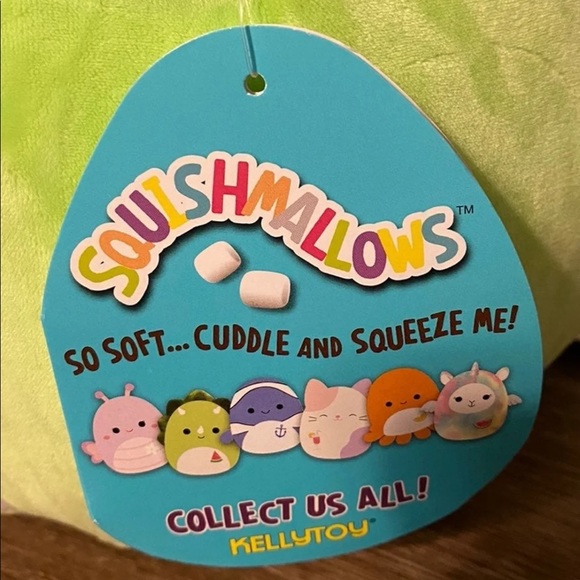 SQUISHMALLOWS™
SO SOFT... CUDDLE AND SQUEEZE ME!
COLLECT US ALL!
KELLYTOY